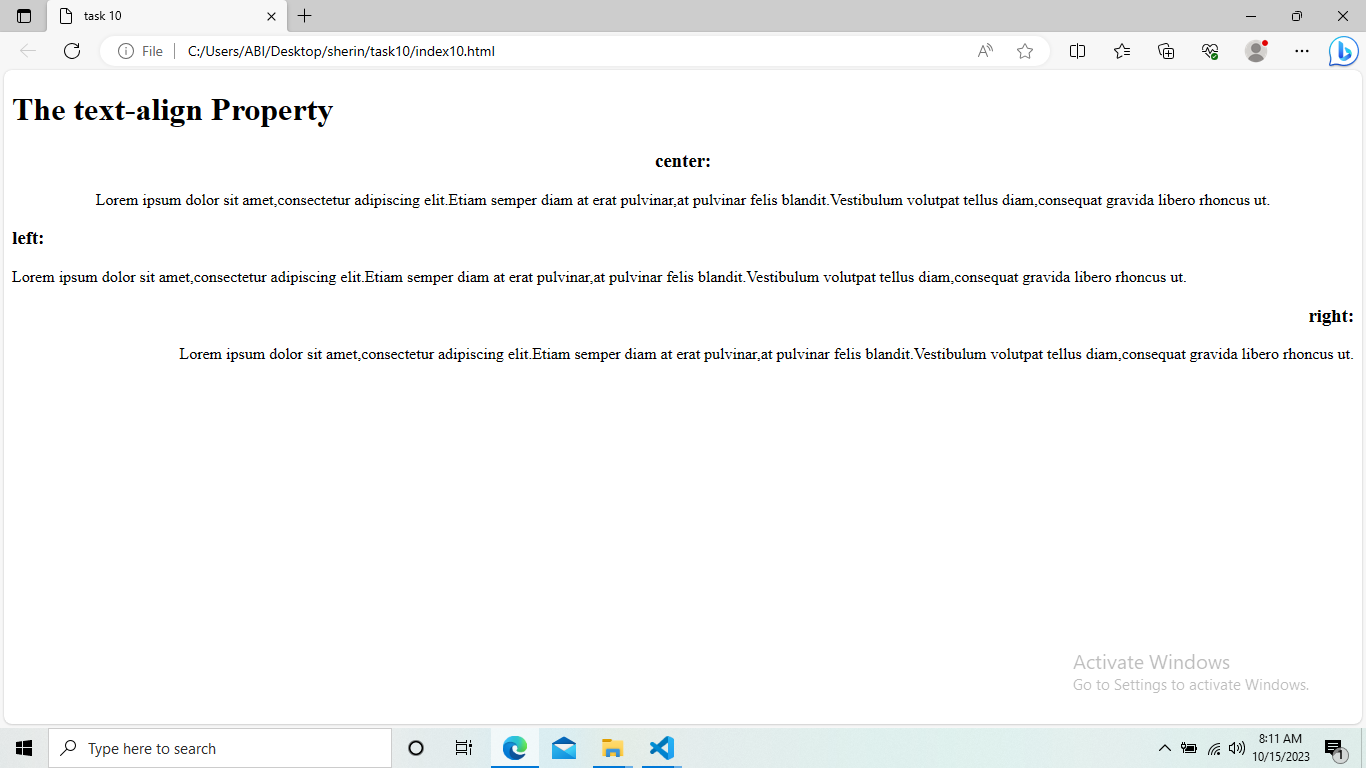 task 10
File
C:/Users/ABI/Desktop/sherin/task10/index10.html
The text-align Property
center:
Lorem ipsum dolor sit amet,consectetur adipiscing elit.Etiam semper diam at erat pulvinar,at pulvinar felis blandit.Vestibulum volutpat tellus diam,consequat gravida libero rhoncus ut.
left:
Lorem ipsum dolor sit amet,consectetur adipiscing elit.Etiam semper diam at erat pulvinar,at pulvinar felis blandit.Vestibulum volutpat tellus diam,consequat gravida libero rhoncus ut.
right:
Lorem ipsum dolor sit amet,consectetur adipiscing elit.Etiam semper diam at erat pulvinar,at pulvinar felis blandit.Vestibulum volutpat tellus diam,consequat gravida libero rhoncus ut.
Activate Windows
Go to Settings to activate Windows.
Type here to search
8:11 AM
10/15/2023
1